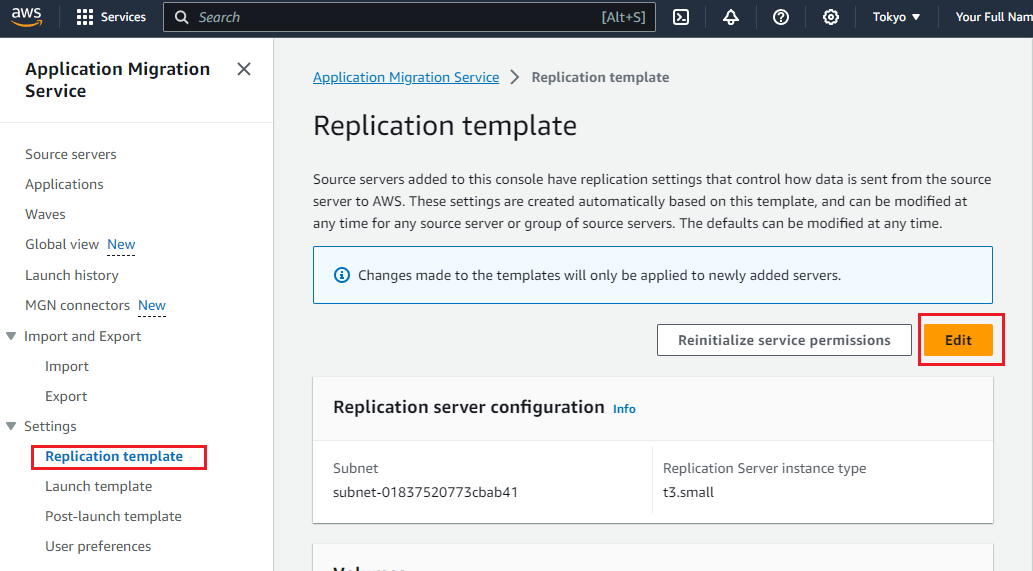 aws Services Search [Alt+S] Tokyo Your Full Nam
Application Migration
Service
Source servers
Applications
Waves
Global view New
Launch history
MGN connectors New
Import and Export
Import
Export
Settings
Replication template
Launch template
Post-launch template
User preferences
Application Migration Service > Replication template
Replication template
Source servers added to this console have replication settings that control how data is sent from the source
server to AWS. These settings are created automatically based on this template, and can be modified at
any time for any source server or group of source servers. The defaults can be modified at any time.
Changes made to the templates will only be applied to newly added servers.
Reinitialize service permissions Edit
Replication server configuration Info
Subnet
subnet-01837520773cbab41
Replication Server instance type
t3.small